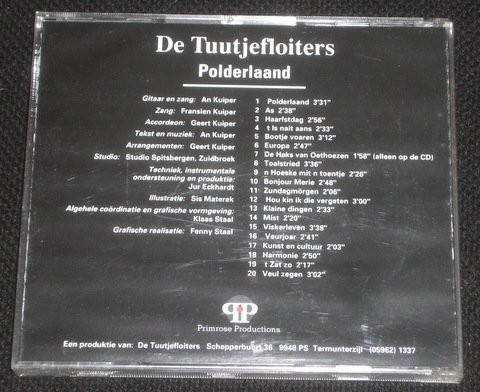 De Tuutjefloiters
Polderlaand
Gitaar en zang: An Kuiper
Zang: Fransien Kuiper
Accordeon: Geert Kuiper
Tekst en muziek: An Kuiper
Arrangementen: Geert Kuiper
Studio: Studio Spitsbergen, Zuidbroek
Techniek, instrumentale
ondersteuning en produktie:
Jur Eckhardt
Illustratie: Sis Materek
Algehele coördinatie en grafische vormgeving:
Klaas Staal
Grafische realisatie: Fenny Staal
1 Polderlaand 3'31"
2 As 2'38"
3 Haarfstdag 2'56"
4 t Is nait aans 2'33"
5 Bootje voaren 3'12"
6 Europa 2'47"
7 De Heks van Oethoezen 1'58" (alleen op de CD)
8 Toalstried 3'36"
9 n Hoeske mit n toentje 2'26"
10 Bonjour Merie 2'48"
11 Zundagmörgen 2'06"
12 Hou kin ik die vergeten 3'00"
13 Klaine dingen 2'33"
14 Mist 2'20"
15 Viskerleven 3'38"
16 Veurjoar 2'41"
17 Kunst en cultuur 2'03"
18 Harmonie 2'50"
19 t Zat zo 2'17"
20 Veul zegen 3'02"
Primrose Productions
Een produktie van: De Tuutjefloiters Schepperbuurt 36 9948 PS Termunterzijl (05962) 1337